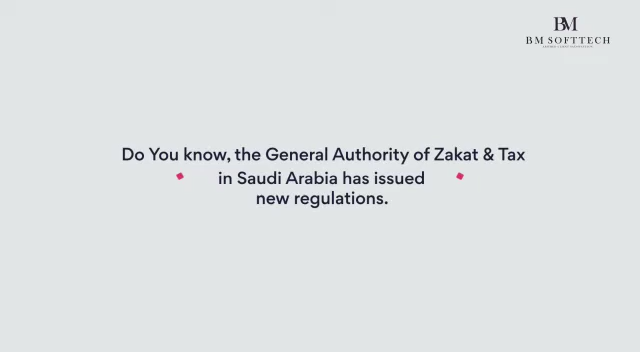 BM
BM SOFTTECH
Do You know, the General Authority of Zakat & Tax
in Saudi Arabia has issued
new regulations.